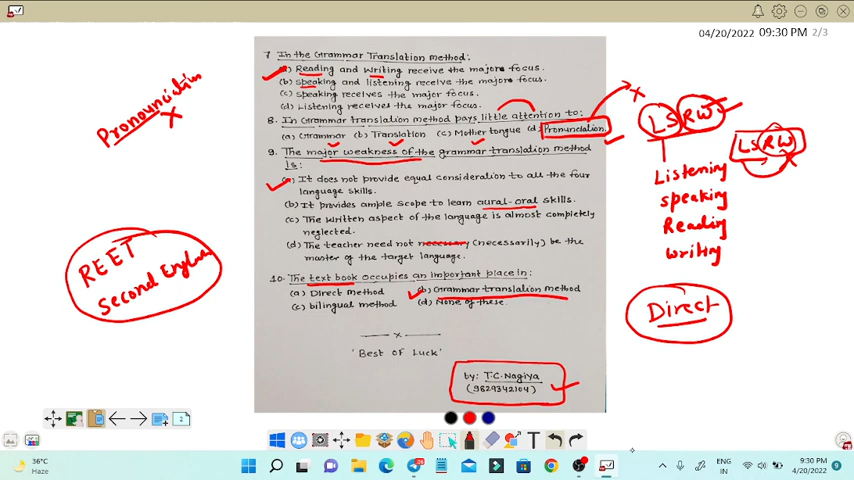 04/20/2022 09:30 PM 2/3
Pronounciation
X
7 In the Grammar Translation method:
a) Reading and writing receive the major focus.
(b) speaking and listening receive the major focus.
(c) speaking receives the major focus.
(d) Listening receives the major focus.
8. In Grammar translation method pays little attention to:
(a) Grammar (b) Translation (c) Mother tongue (d) Pronunciation.
9. The major weakness of the grammar translation method
is:
(a) It does not provide equal consideration to all the four
language skills.
(b) It provides ample scope to learn aural-oral skills.
(c) The written aspect of the language is almost completely
neglected.
(d) The teacher need not necessary (necessarily) be the
master of the target language.
10. The text book occupies an important place in:
(a) Direct method (b) Grammar translation method
(c) bilingual method (d) None of these.
x
'Best of Luck'
by: T.C. Nagiya
(9829342104)
REET
Second English
x
LS RW
LS RW
Listening
speaking
Reading
writing
Direct
2
T
36°C
Haze
ENG
IN
9:30 PM
4/20/2022
9